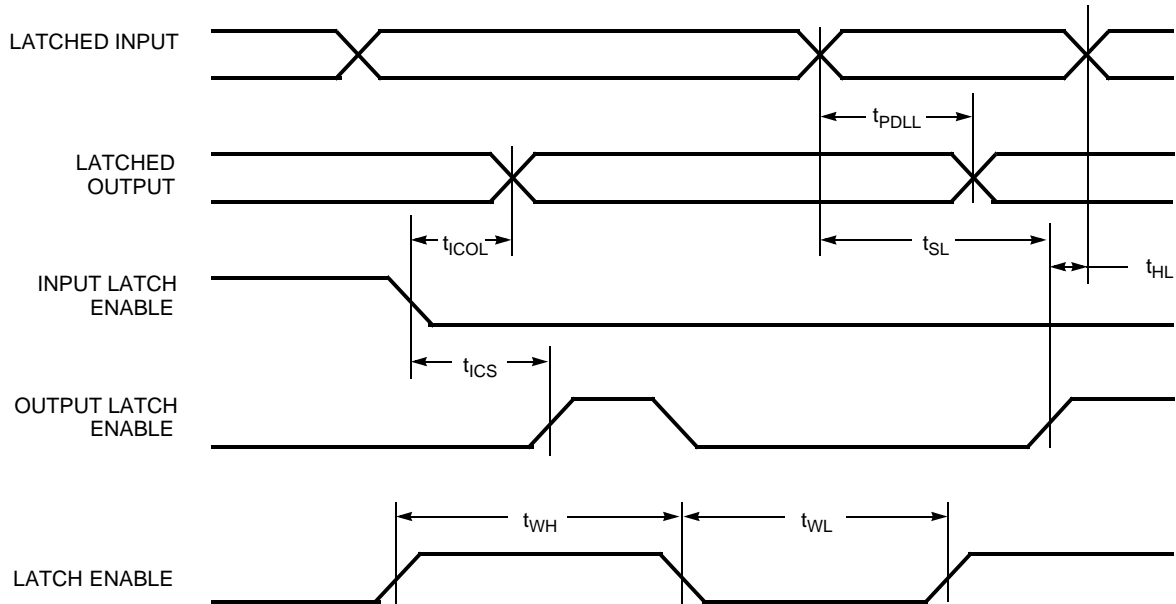 LATCHED INPUT
tPDLL
LATCHED
OUTPUT
tICOL
tSL
tHL
INPUT LATCH
ENABLE
tICS
OUTPUT LATCH
ENABLE
tWH
tWL
LATCH ENABLE